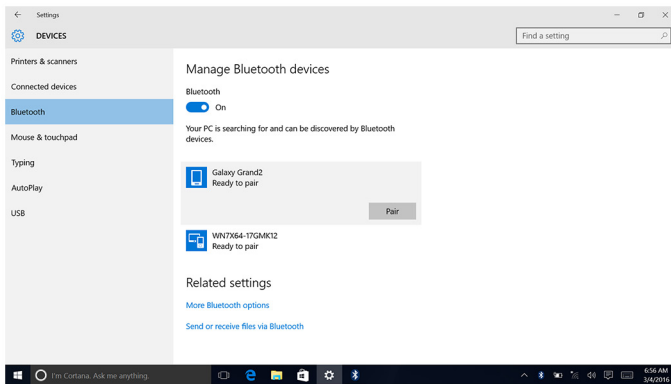 Settings
DEVICES
Find a setting
Printers & scanners
Connected devices
Bluetooth
Mouse & touchpad
Typing
AutoPlay
USB
Manage Bluetooth devices
Bluetooth
On
Your PC is searching for and can be discovered by Bluetooth
devices.
Galaxy Grand2
Ready to pair
Pair
WN7X64-17GMK12
Ready to pair
Related settings
More Bluetooth options
Send or receive files via Bluetooth
I'm Cortana. Ask me anything.
6:56 AM
3/4/2016